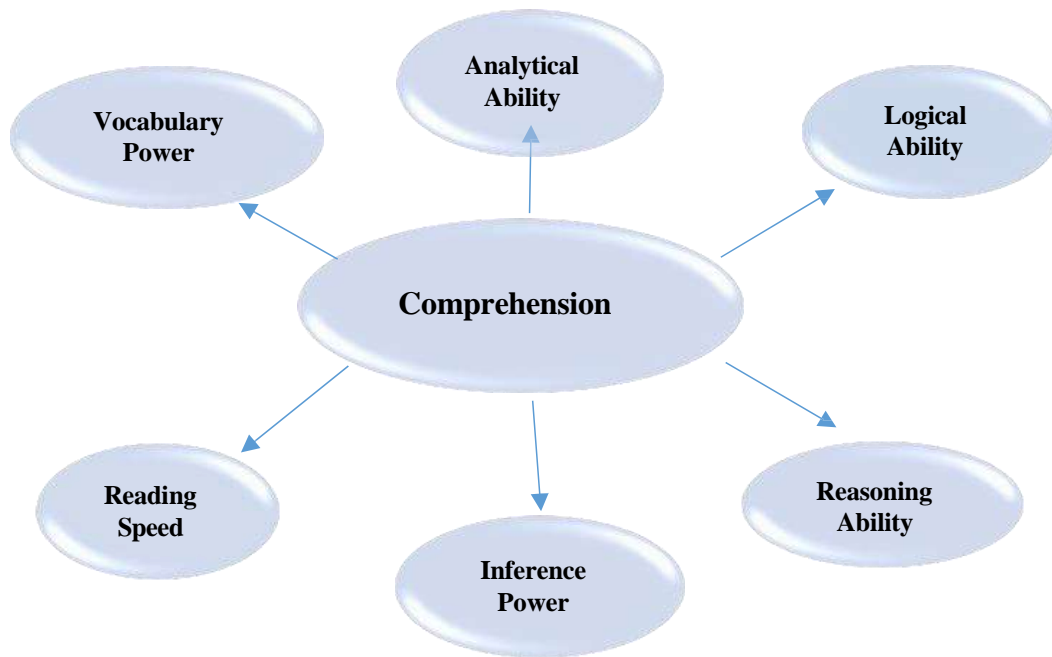 Analytical
Ability
Vocabulary
Power
Logical
Ability
Comprehension
Reading
Speed
Reasoning
Ability
Inference
Power